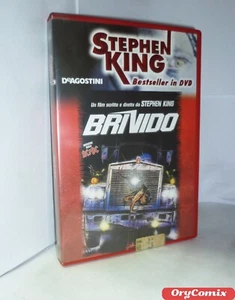 STEPHEN
KING
DeAGOSTINI
Bestseller in DVD
Un film scritto e diretto da STEPHEN KING
BRIVIDO
OryComix